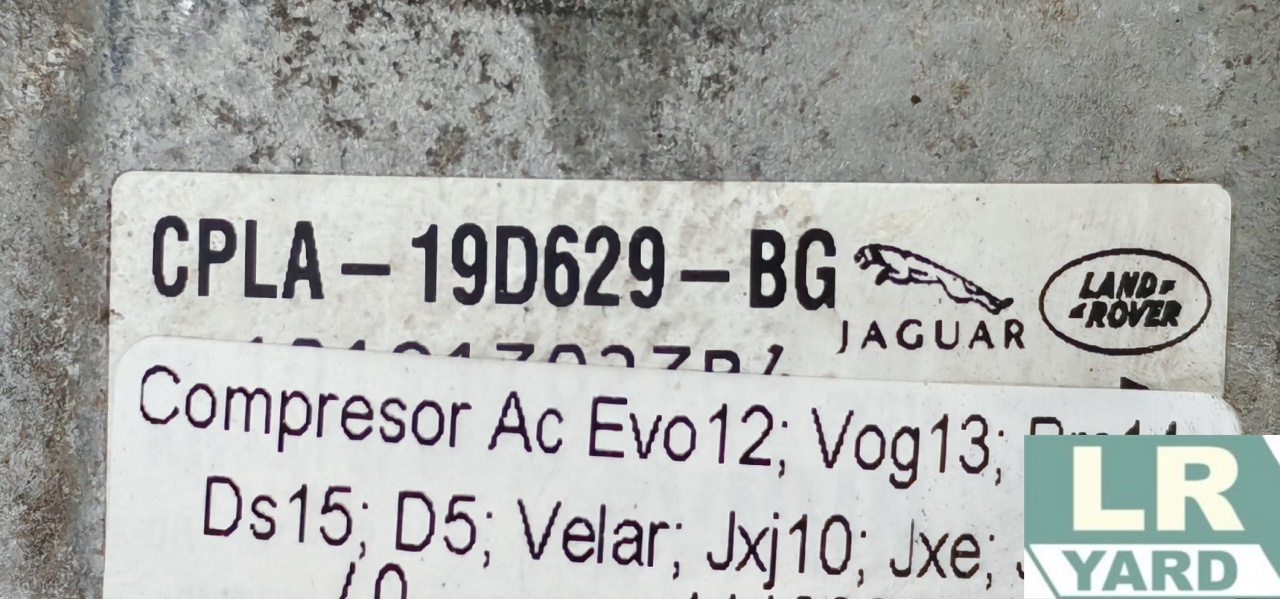 CPLA-19D629-BG
JAGUAR
LAND-
ROVER
Compresor Ac Evo12; Vog13;
Ds15; D5; Velar; Jxj10; Jxe;
LR
YARD